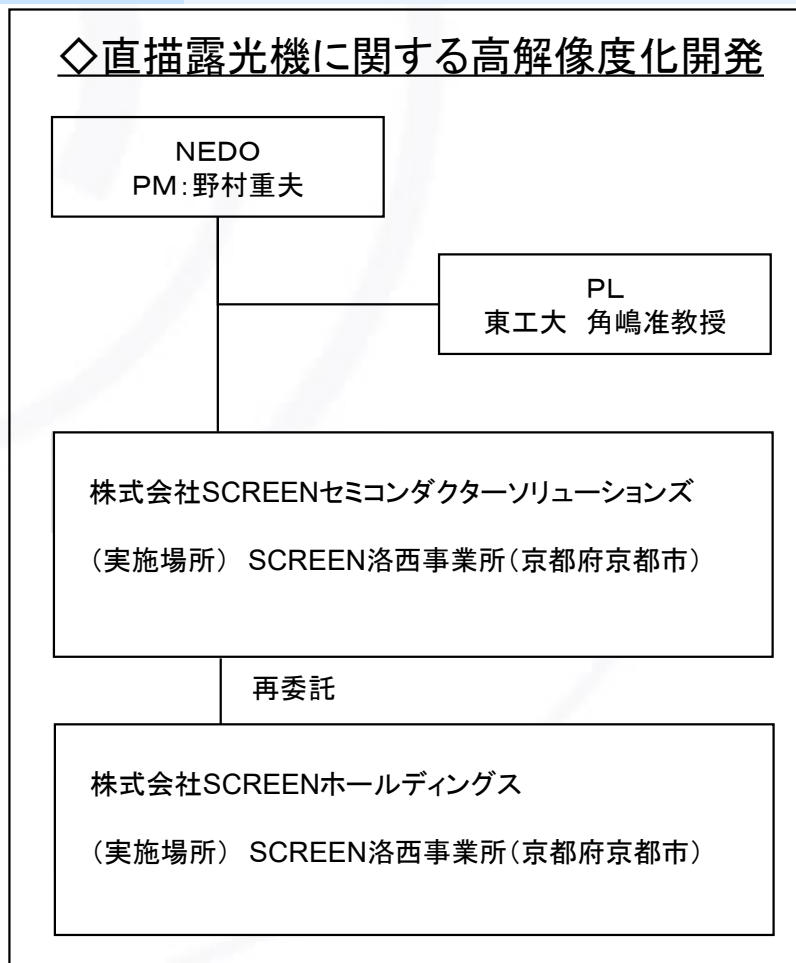 ◇直描露光機に関する高解像度化開発
NEDO
PM:野村重夫
PL
東工大 角嶋准教授
株式会社SCREENセミコンダクターソリューションズ
(実施場所) SCREEN洛西事業所(京都府京都市)
再委託
株式会社SCREENホールディングス
(実施場所) SCREEN洛西事業所(京都府京都市)